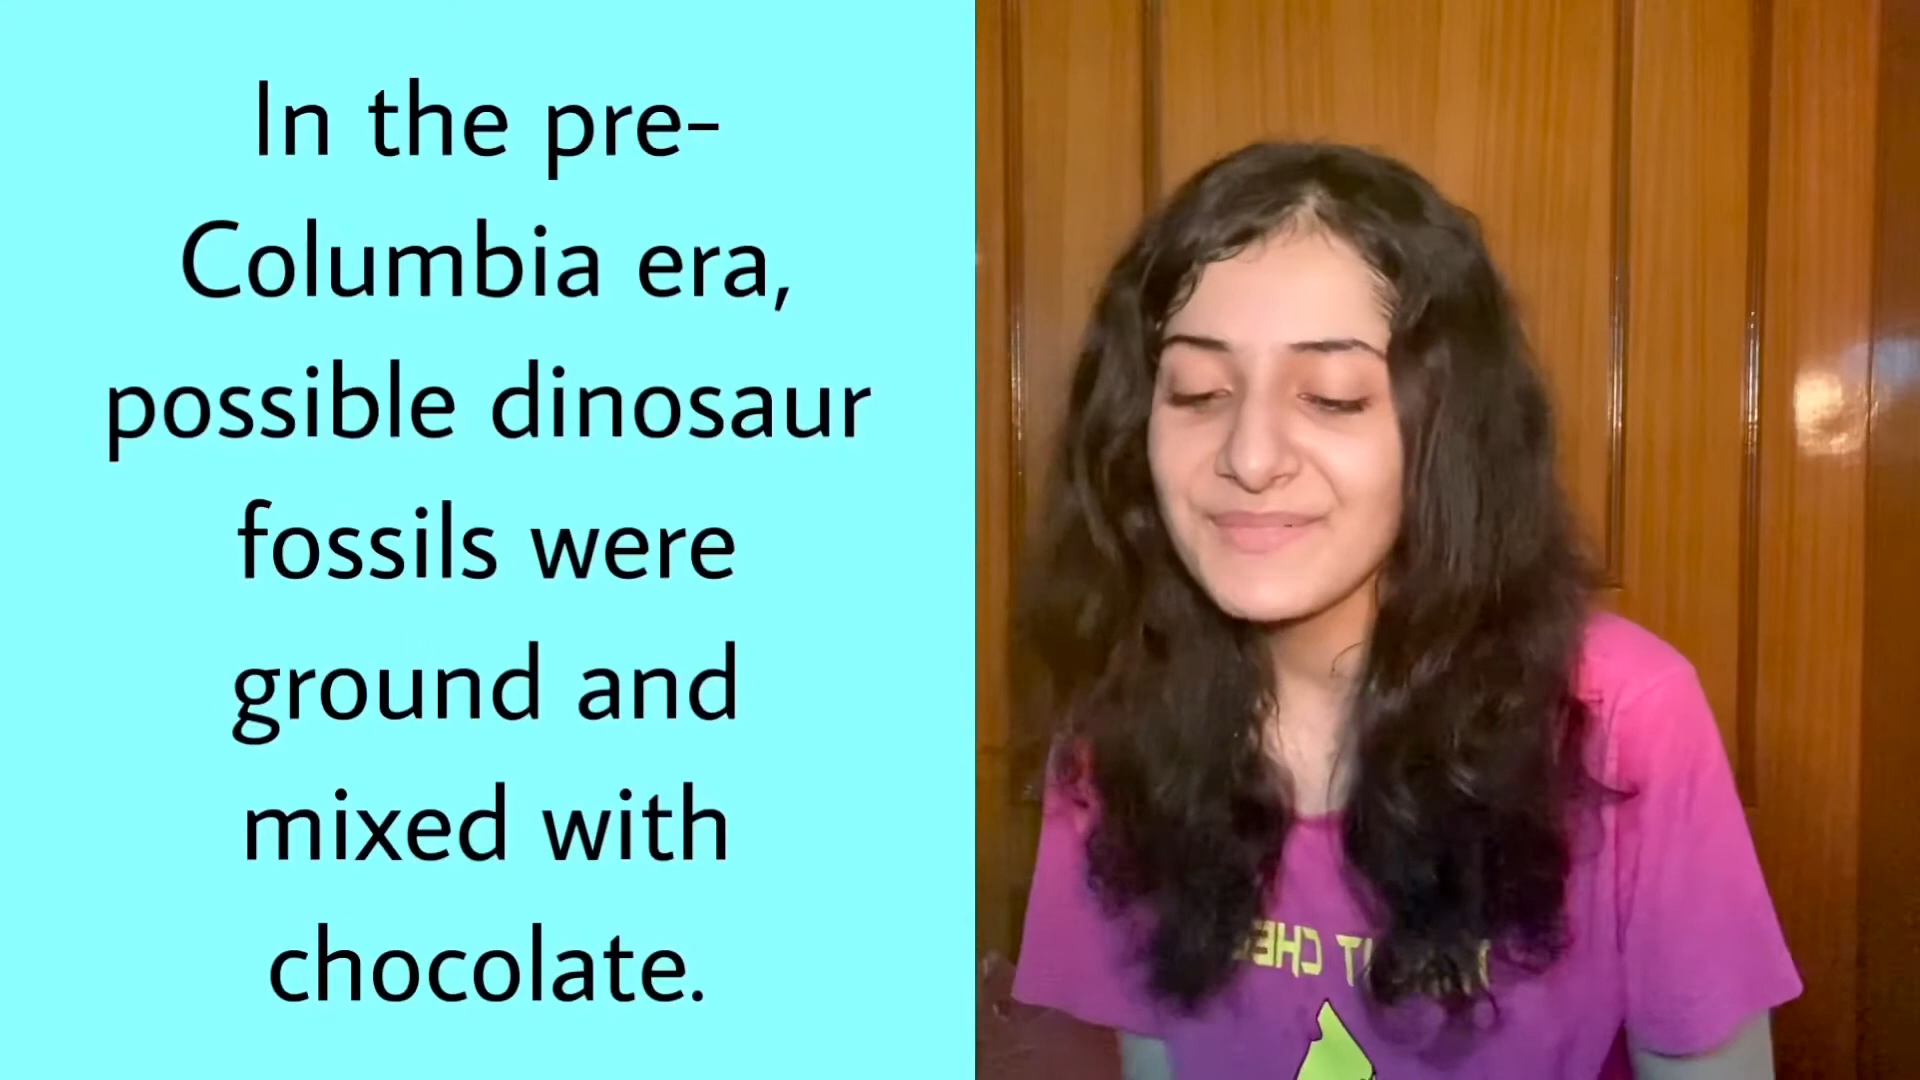 In the pre-
Columbia era,
possible dinosaur
fossils were
ground and
mixed with
chocolate.